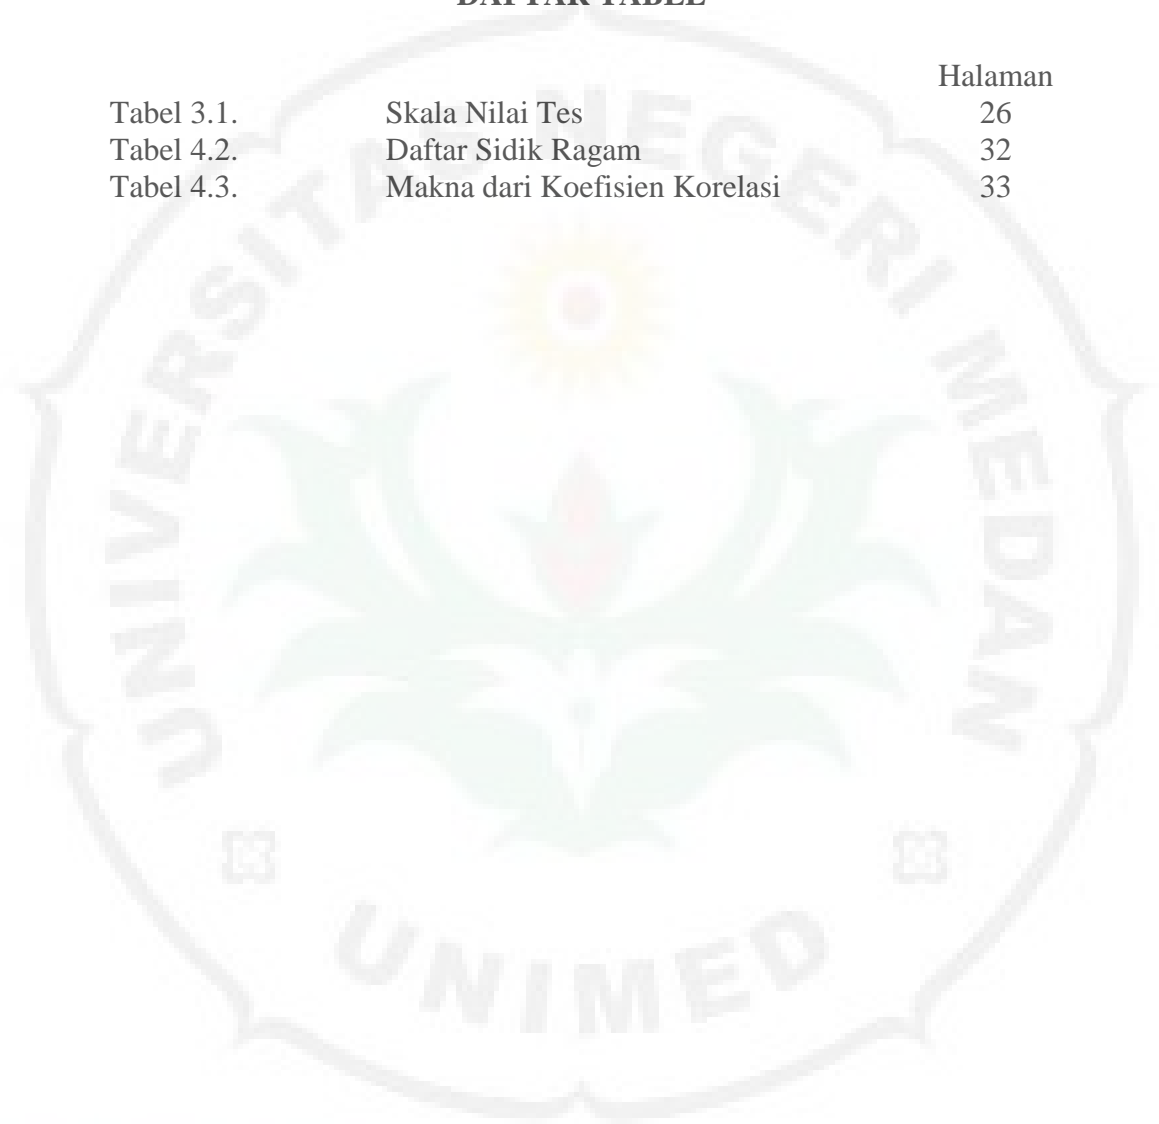 DAFTAR TABEL
Halaman
Tabel 3.1. Skala Nilai Tes 26
Tabel 4.2. Daftar Sidik Ragam 32
Tabel 4.3. Makna dari Koefisien Korelasi 33
UNIVERSITAS NEGERI MEDAN
UNIMED